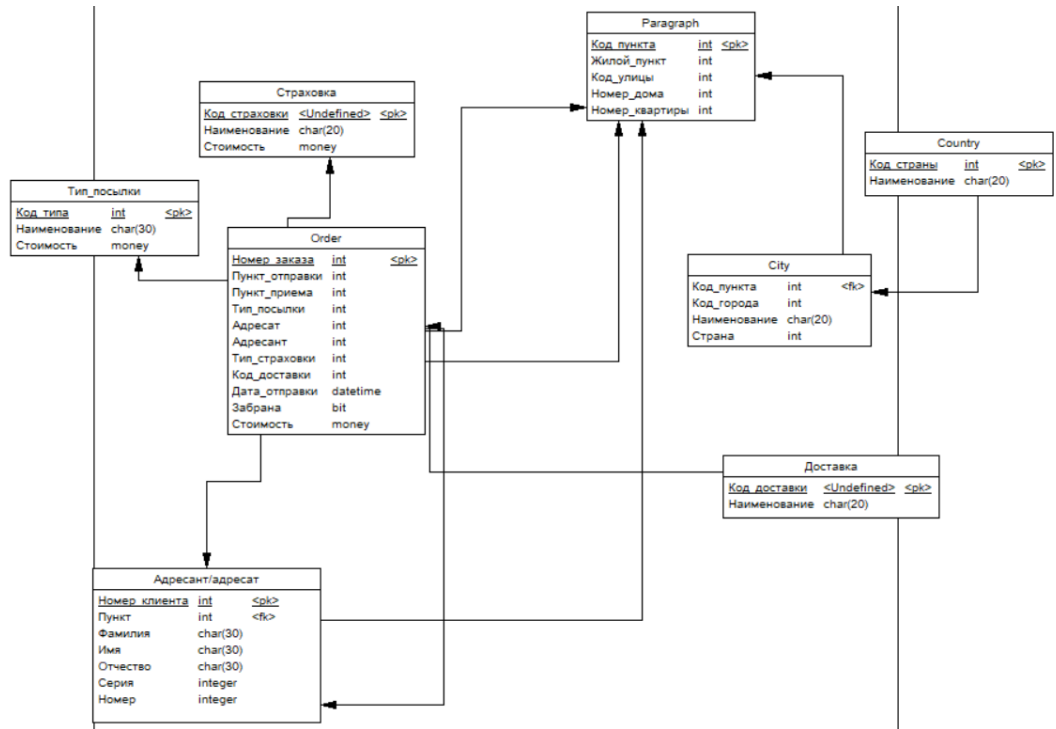 Paragraph
Код_пункта int <pk>
Жилой_пункт int
Код_улицы int
Номер_дома int
Номер_квартиры int
Страховка
Код_страховки <Undefined> <pk>
Наименование char(20)
Стоимость money
Country
Код_страны int <pk>
Наименование char(20)
Тип_посылки
Код_типа int <pk>
Наименование char(30)
Стоимость money
Order
Номер_заказа int <pk>
Пункт_отправки int
Пункт_приема int
Тип_посылки int
Адресат int
Адресант int
Тип_страховки int
Код_доставки int
Дата_отправки datetime
Забрана bit
Стоимость money
City
Код_пункта int <fk>
Код_города int
Наименование char(20)
Страна int
Доставка
Код_доставки <Undefined> <pk>
Наименование char(20)
Адресант/адресат
Номер_клиента int <pk>
Пункт int <fk>
Фамилия char(30)
Имя char(30)
Отчество char(30)
Серия integer
Номер integer